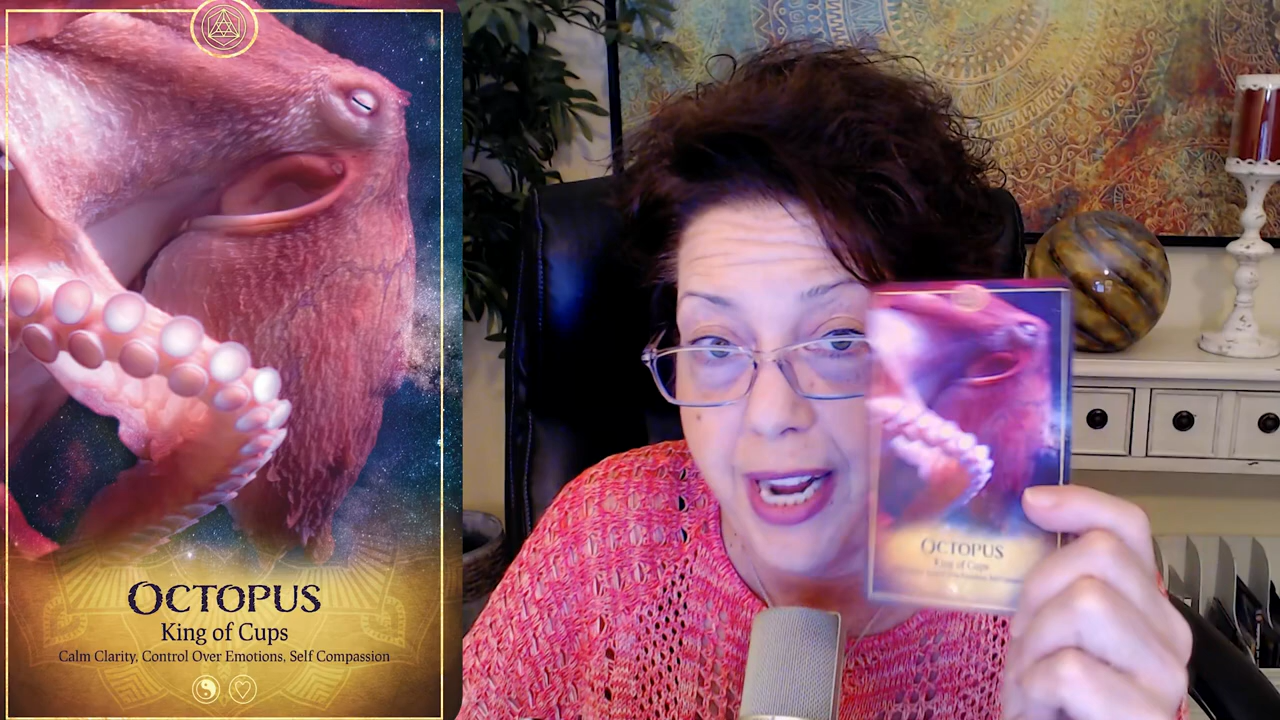 OCTOPUS
King of Cups
Calm Clarity, Control Over Emotions, Self Compassion
OCTOPUS
King of Cups